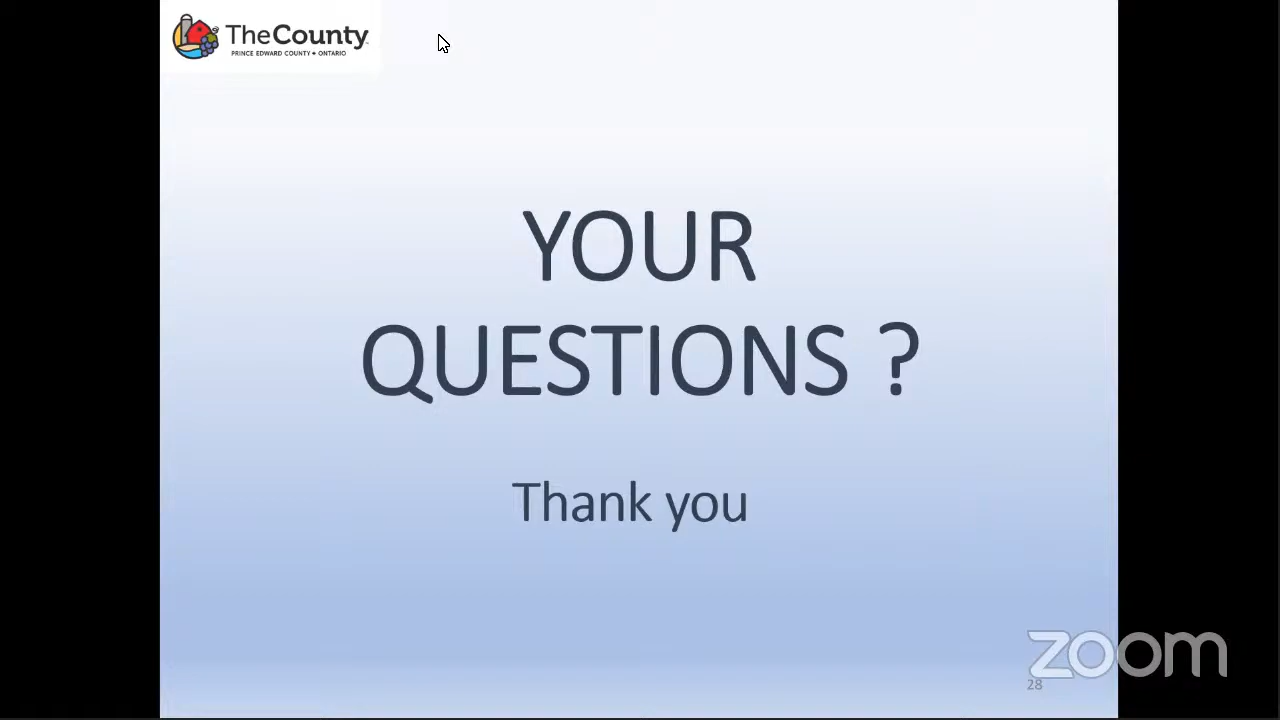 TheCounty
PRINCE EDWARD COUNTY • ONTARIO
YOUR
QUESTIONS ?
Thank you
zoom
28